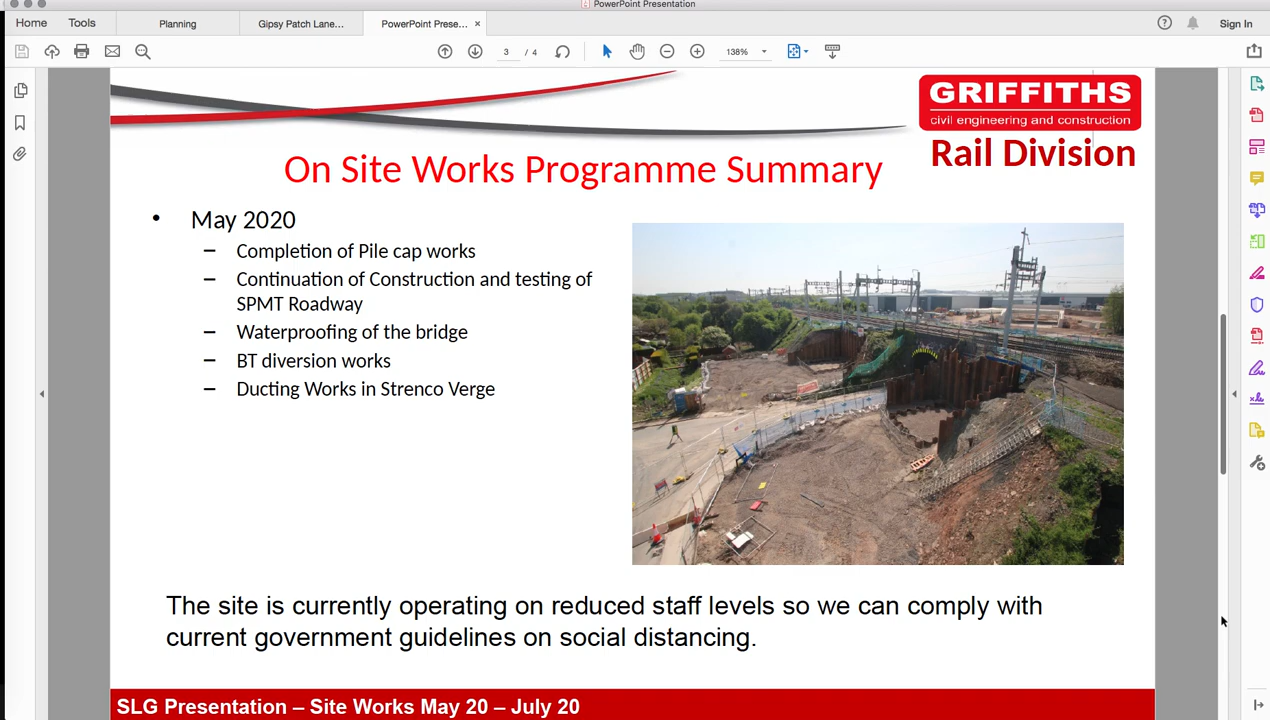 PowerPoint Presentation
Home Tools Planning Gipsy Patch Lane... PowerPoint Prese... × Sign In
3 / 4 138%
GRIFFITHS
civil engineering and construction
Rail Division
On Site Works Programme Summary
• May 2020
– Completion of Pile cap works
– Continuation of Construction and testing of
SPMT Roadway
– Waterproofing of the bridge
– BT diversion works
– Ducting Works in Strenco Verge
The site is currently operating on reduced staff levels so we can comply with
current government guidelines on social distancing.
SLG Presentation – Site Works May 20 – July 20